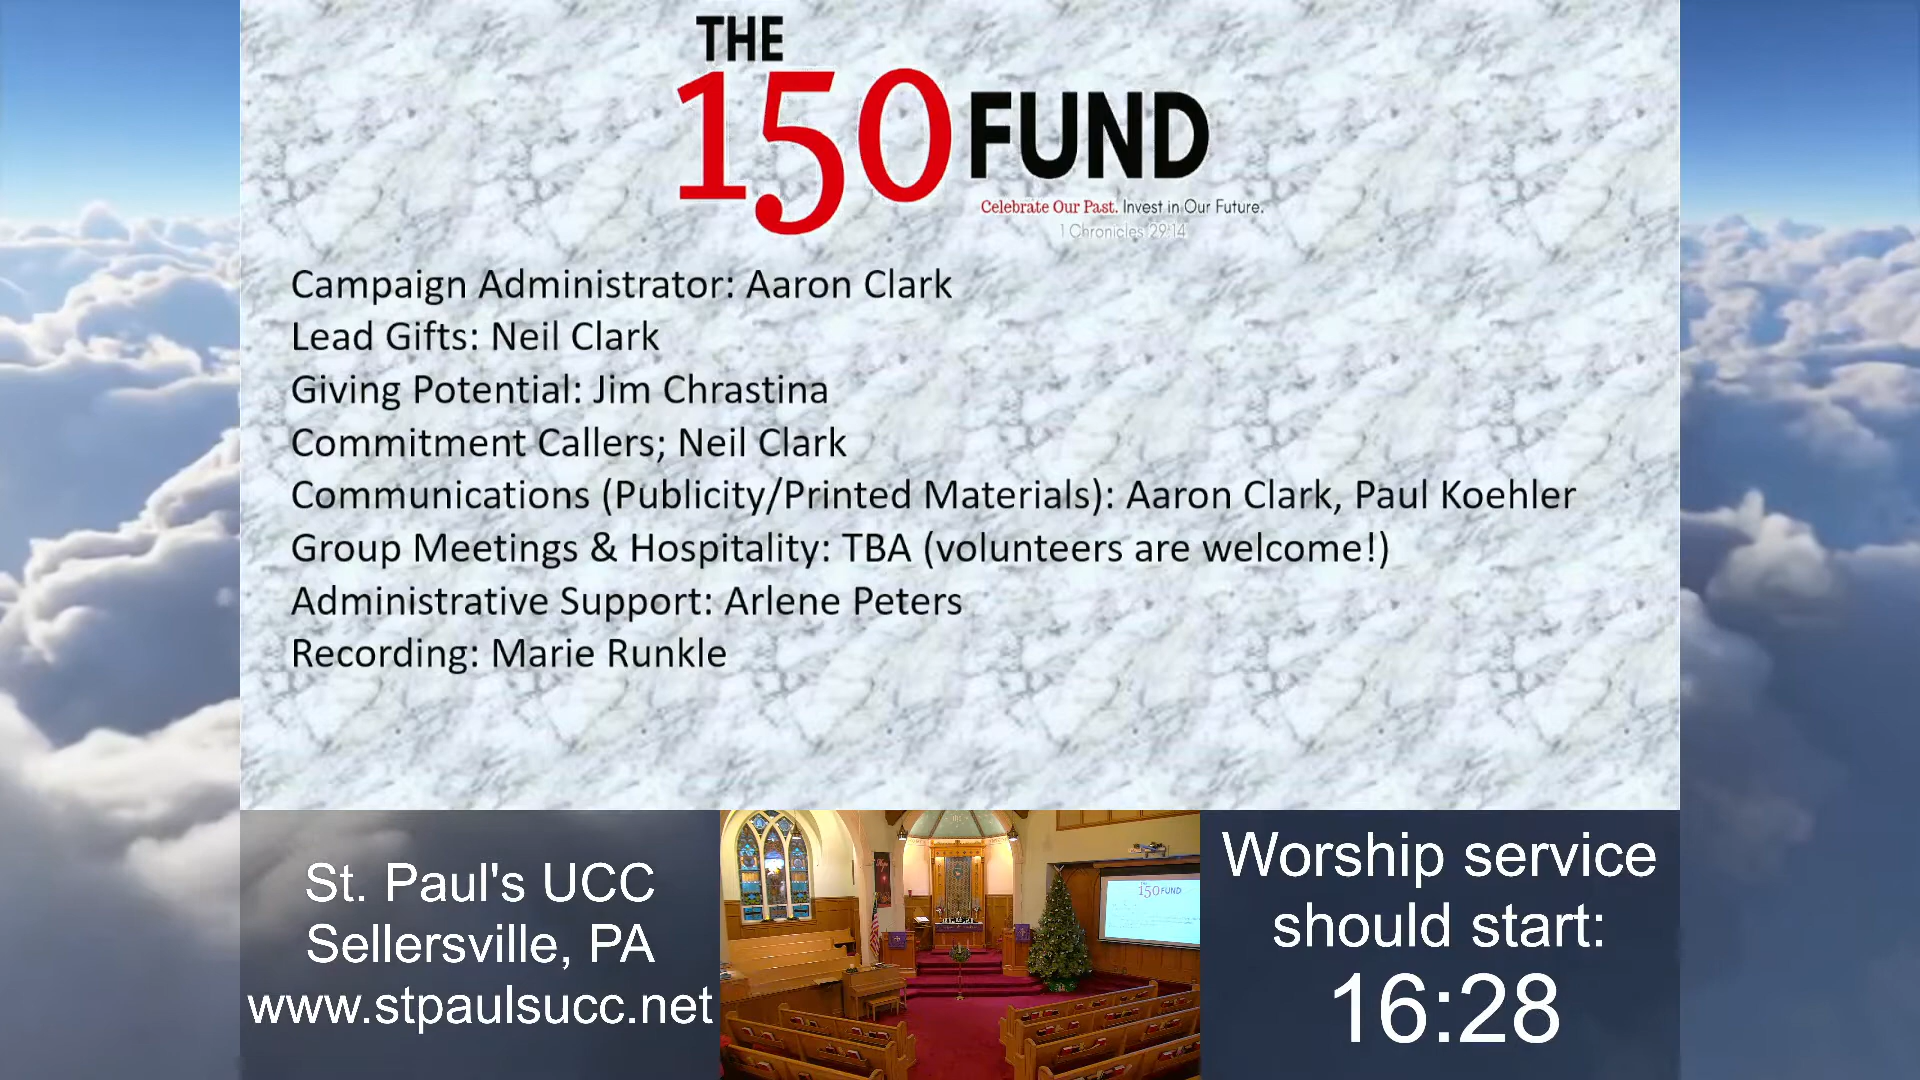 THE
150 FUND
Celebrate Our Past. Invest in Our Future.
1 Chronicles 29:14
Campaign Administrator: Aaron Clark
Lead Gifts: Neil Clark
Giving Potential: Jim Chrastina
Commitment Callers; Neil Clark
Communications (Publicity/Printed Materials): Aaron Clark, Paul Koehler
Group Meetings & Hospitality: TBA (volunteers are welcome!)
Administrative Support: Arlene Peters
Recording: Marie Runkle
St. Paul's UCC
Sellersville, PA
www.stpaulsucc.net
150 FUND
Worship service
should start:
16:28